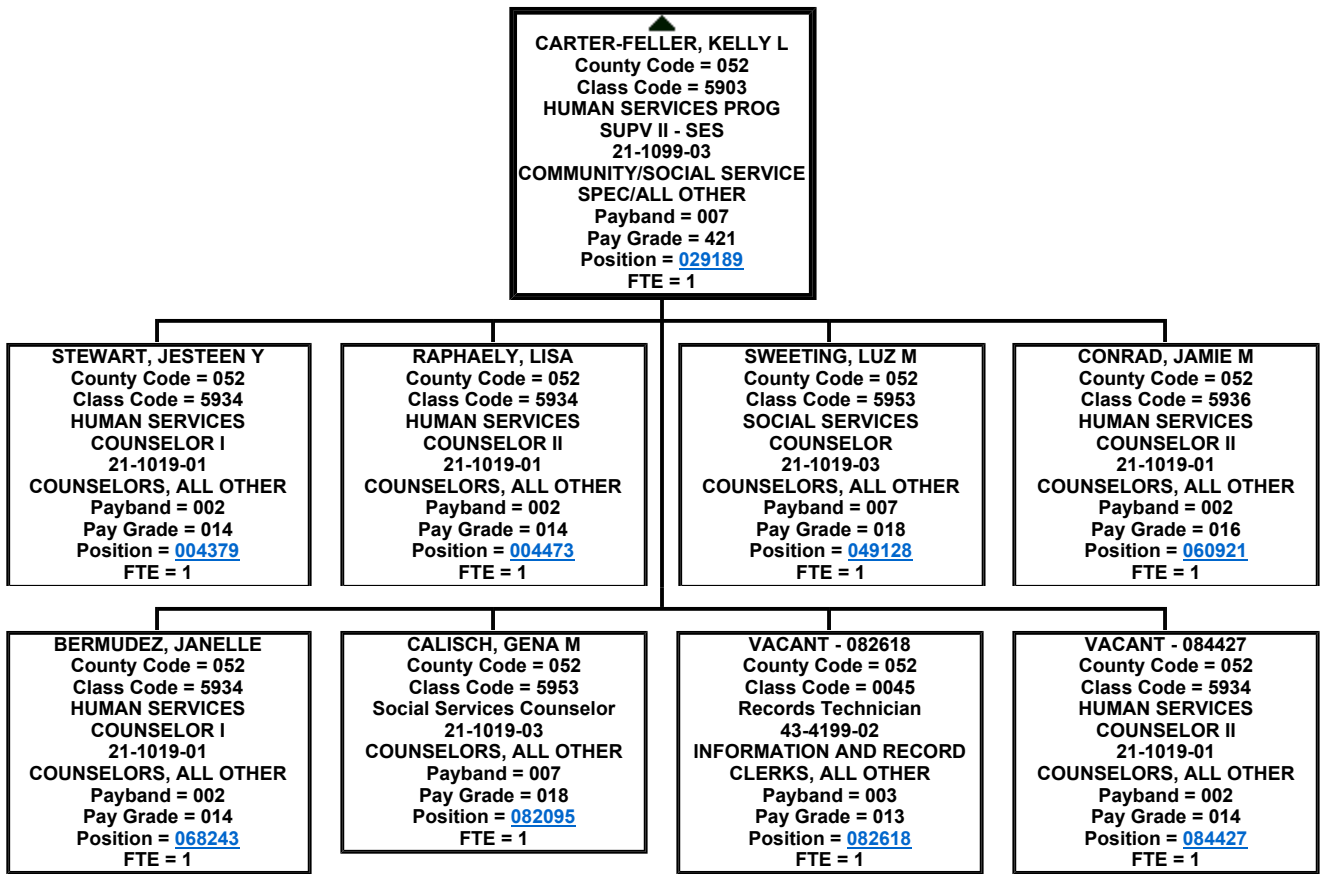 CARTER-FELLER, KELLY L
County Code = 052
Class Code = 5903
HUMAN SERVICES PROG
SUPV II - SES
21-1099-03
COMMUNITY/SOCIAL SERVICE
SPEC/ALL OTHER
Payband = 007
Pay Grade = 421
Position = 029189
FTE = 1
STEWART, JESTEEN Y
County Code = 052
Class Code = 5934
HUMAN SERVICES
COUNSELOR I
21-1019-01
COUNSELORS, ALL OTHER
Payband = 002
Pay Grade = 014
Position = 004379
FTE = 1
RAPHAELY, LISA
County Code = 052
Class Code = 5934
HUMAN SERVICES
COUNSELOR II
21-1019-01
COUNSELORS, ALL OTHER
Payband = 002
Pay Grade = 014
Position = 004473
FTE = 1
SWEETING, LUZ M
County Code = 052
Class Code = 5953
SOCIAL SERVICES
COUNSELOR
21-1019-03
COUNSELORS, ALL OTHER
Payband = 007
Pay Grade = 018
Position = 049128
FTE = 1
CONRAD, JAMIE M
County Code = 052
Class Code = 5936
HUMAN SERVICES
COUNSELOR II
21-1019-01
COUNSELORS, ALL OTHER
Payband = 002
Pay Grade = 016
Position = 060921
FTE = 1
BERMUDEZ, JANELLE
County Code = 052
Class Code = 5934
HUMAN SERVICES
COUNSELOR I
21-1019-01
COUNSELORS, ALL OTHER
Payband = 002
Pay Grade = 014
Position = 068243
FTE = 1
CALISCH, GENA M
County Code = 052
Class Code = 5953
Social Services Counselor
21-1019-03
COUNSELORS, ALL OTHER
Payband = 007
Pay Grade = 018
Position = 082095
FTE = 1
VACANT - 082618
County Code = 052
Class Code = 0045
Records Technician
43-4199-02
INFORMATION AND RECORD
CLERKS, ALL OTHER
Payband = 003
Pay Grade = 013
Position = 082618
FTE = 1
VACANT - 084427
County Code = 052
Class Code = 5934
HUMAN SERVICES
COUNSELOR II
21-1019-01
COUNSELORS, ALL OTHER
Payband = 002
Pay Grade = 014
Position = 084427
FTE = 1